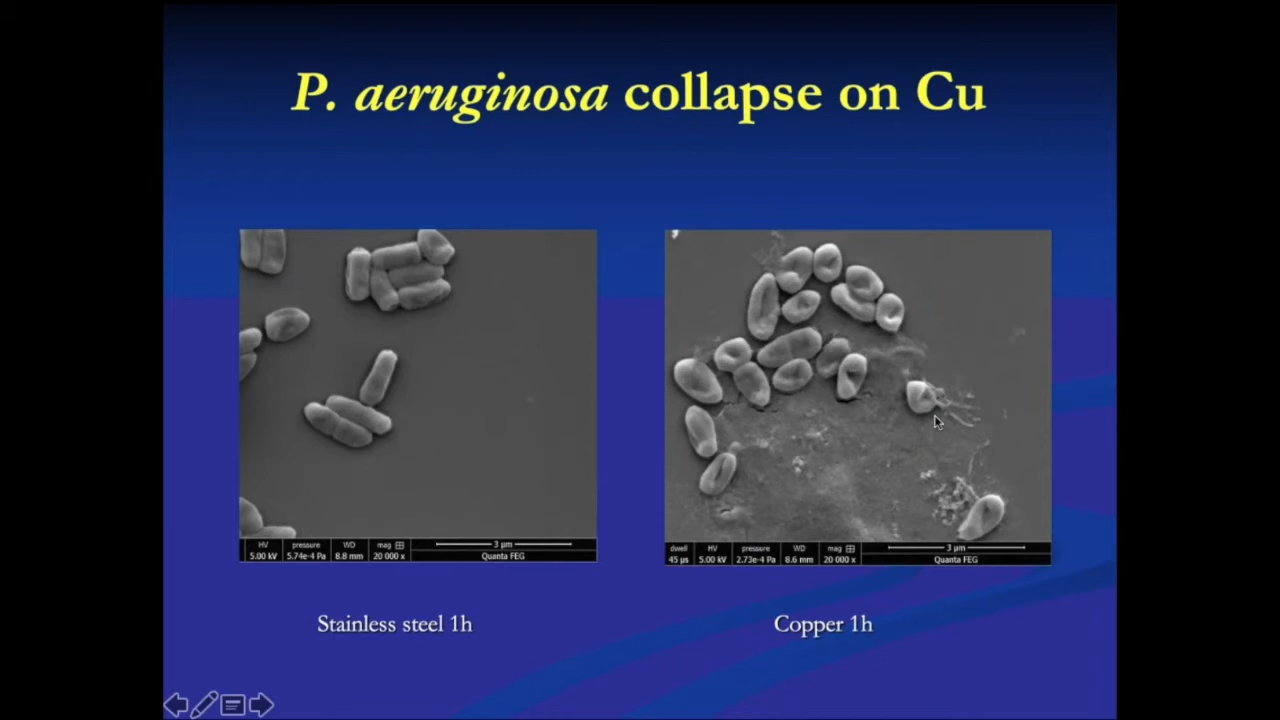 P. aeruginosa collapse on Cu
HV pressure WD mag 3 µm
5.00 kV 5.74e-4 Pa 8.8 mm 20 000 x Quanta FEG
dwell HV pressure WD mag 3 µm
45 µs 5.00 kV 2.73e-4 Pa 8.6 mm 20 000 x Quanta FEG
Stainless steel 1h
Copper 1h